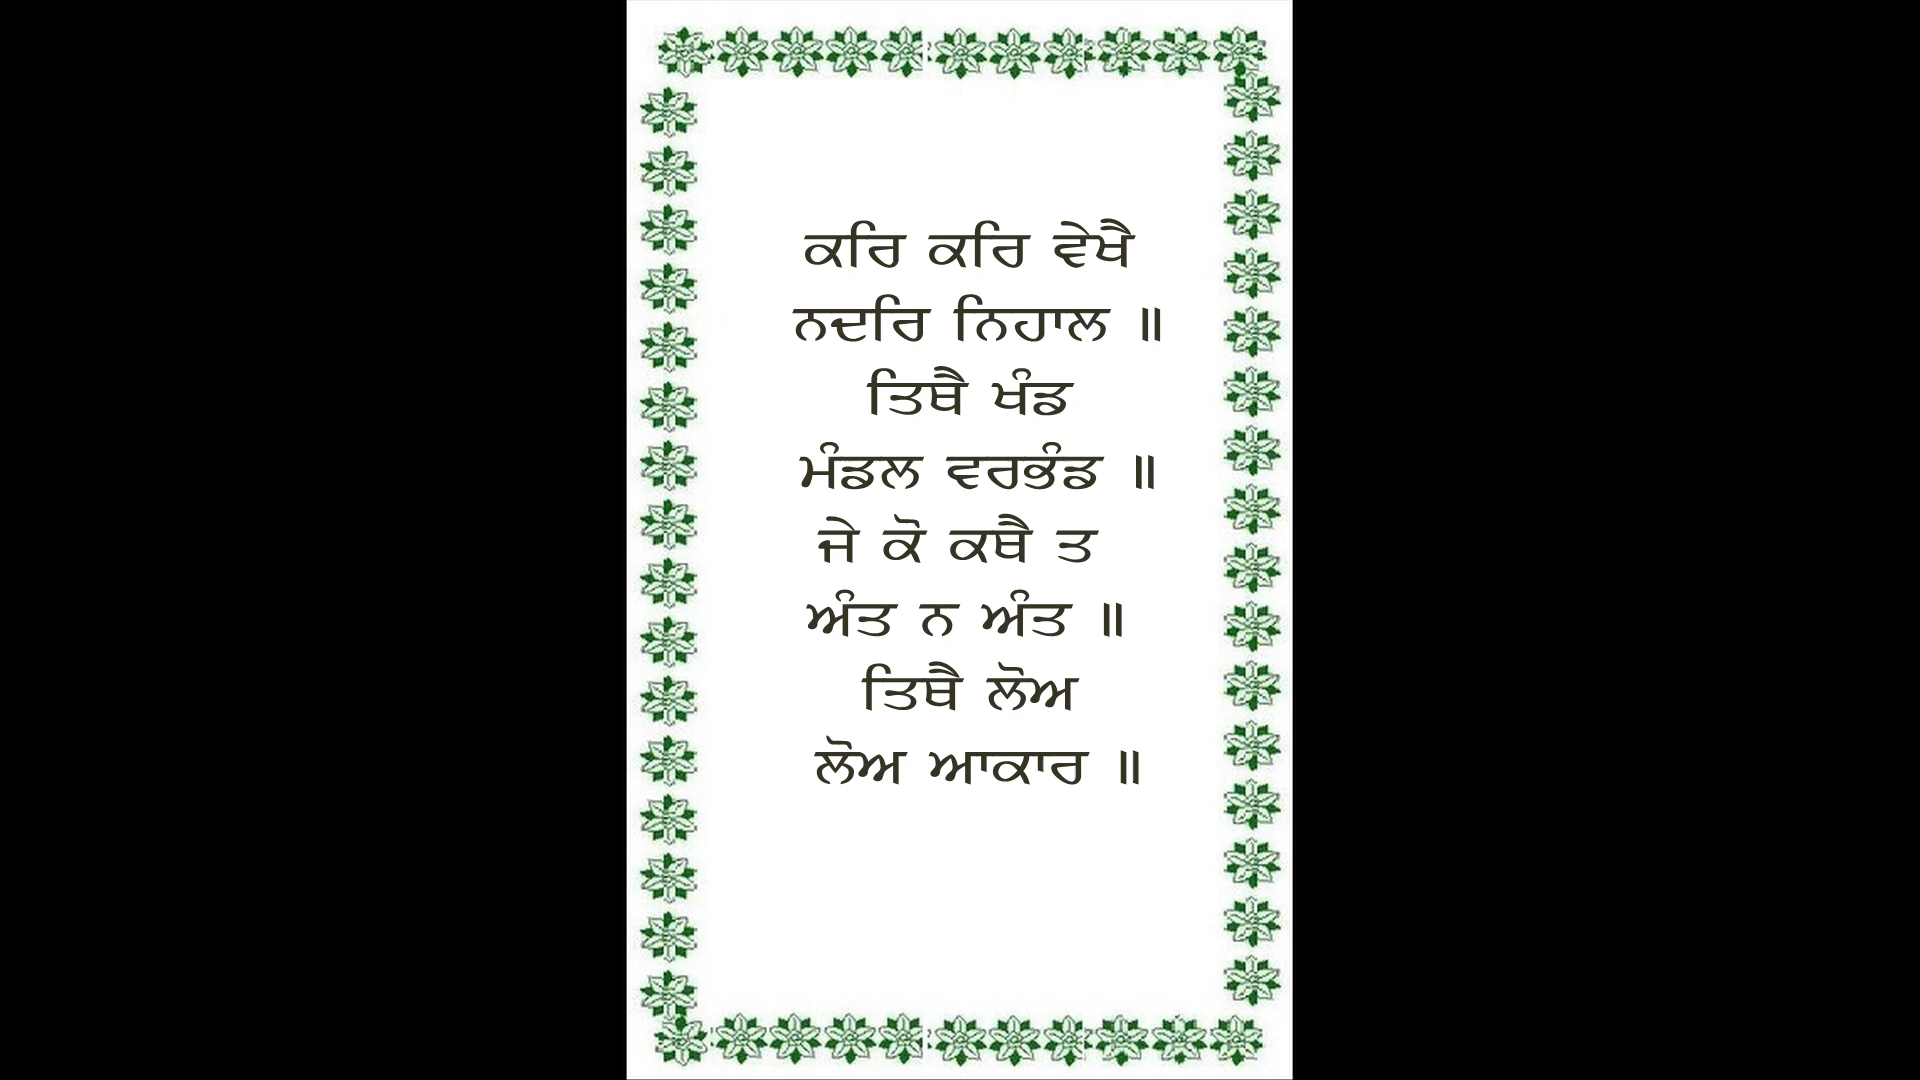 ਕਰਿ ਕਰਿ ਵੇਖੈ
ਨਦਰਿ ਨਿਹਾਲ ॥
ਤਿਥੈ ਖੰਡ
ਮੰਡਲ ਵਰਭੰਡ ॥
ਜੇ ਕੋ ਕਥੈ ਤ
ਅੰਤ ਨ ਅੰਤ ॥
ਤਿਥੈ ਲੋਅ
ਲੋਅ ਆਕਾਰ ॥